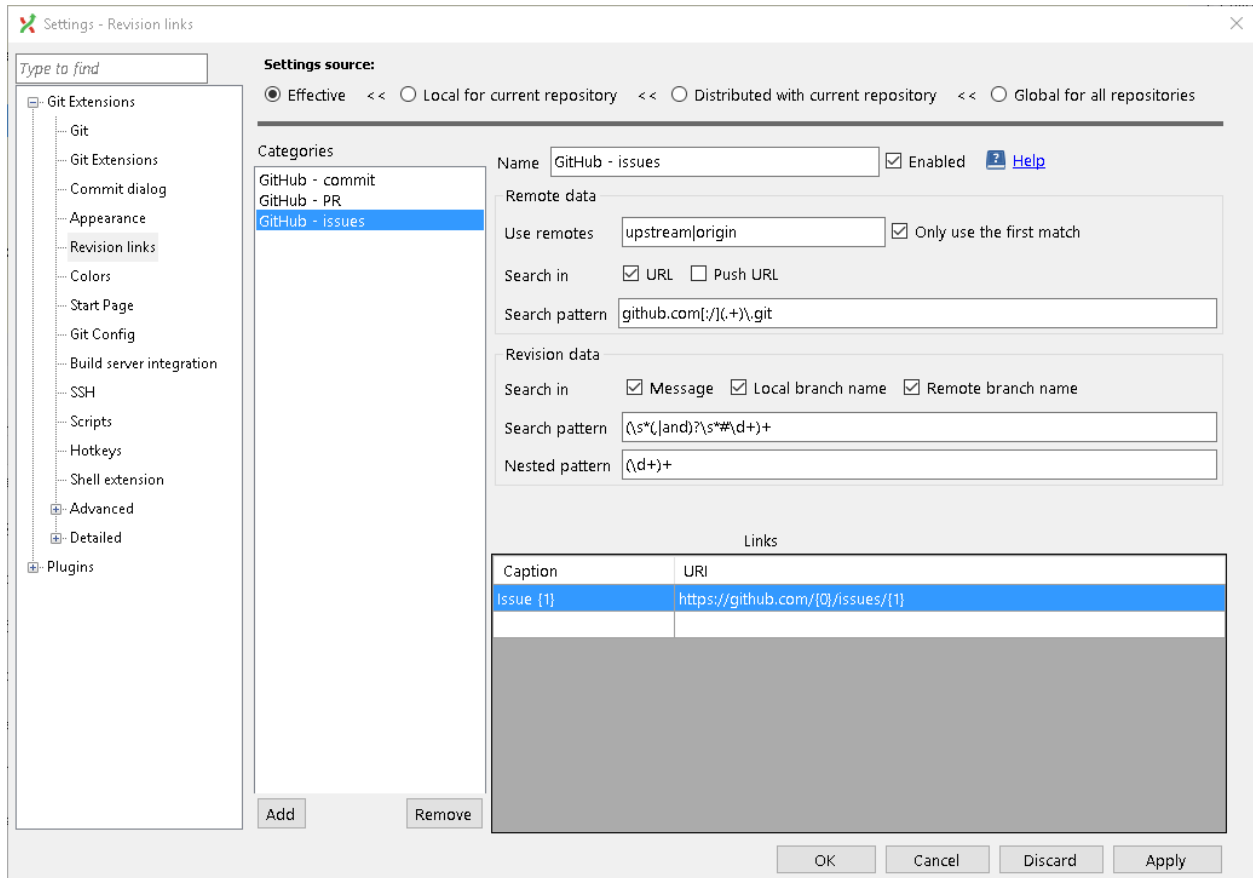 Settings - Revision links
Type to find
Git Extensions
Git
Git Extensions
Commit dialog
Appearance
Revision links
Colors
Start Page
Git Config
Build server integration
SSH
Scripts
Hotkeys
Shell extension
Advanced
Detailed
Plugins
Settings source:
Effective << Local for current repository << Distributed with current repository << Global for all repositories
Categories
GitHub - commit
GitHub - PR
GitHub - issues
Add Remove
Name GitHub - issues Enabled ? Help
Remote data
Use remotes upstream|origin Only use the first match
Search in URL Push URL
Search pattern github.com[:/](.+)\.git
Revision data
Search in Message Local branch name Remote branch name
Search pattern (\s*(,|and)?\s*#\d+)+
Nested pattern (\d+)+
Links
Caption URI
Issue {1} https://github.com/{0}/issues/{1}
OK Cancel Discard Apply